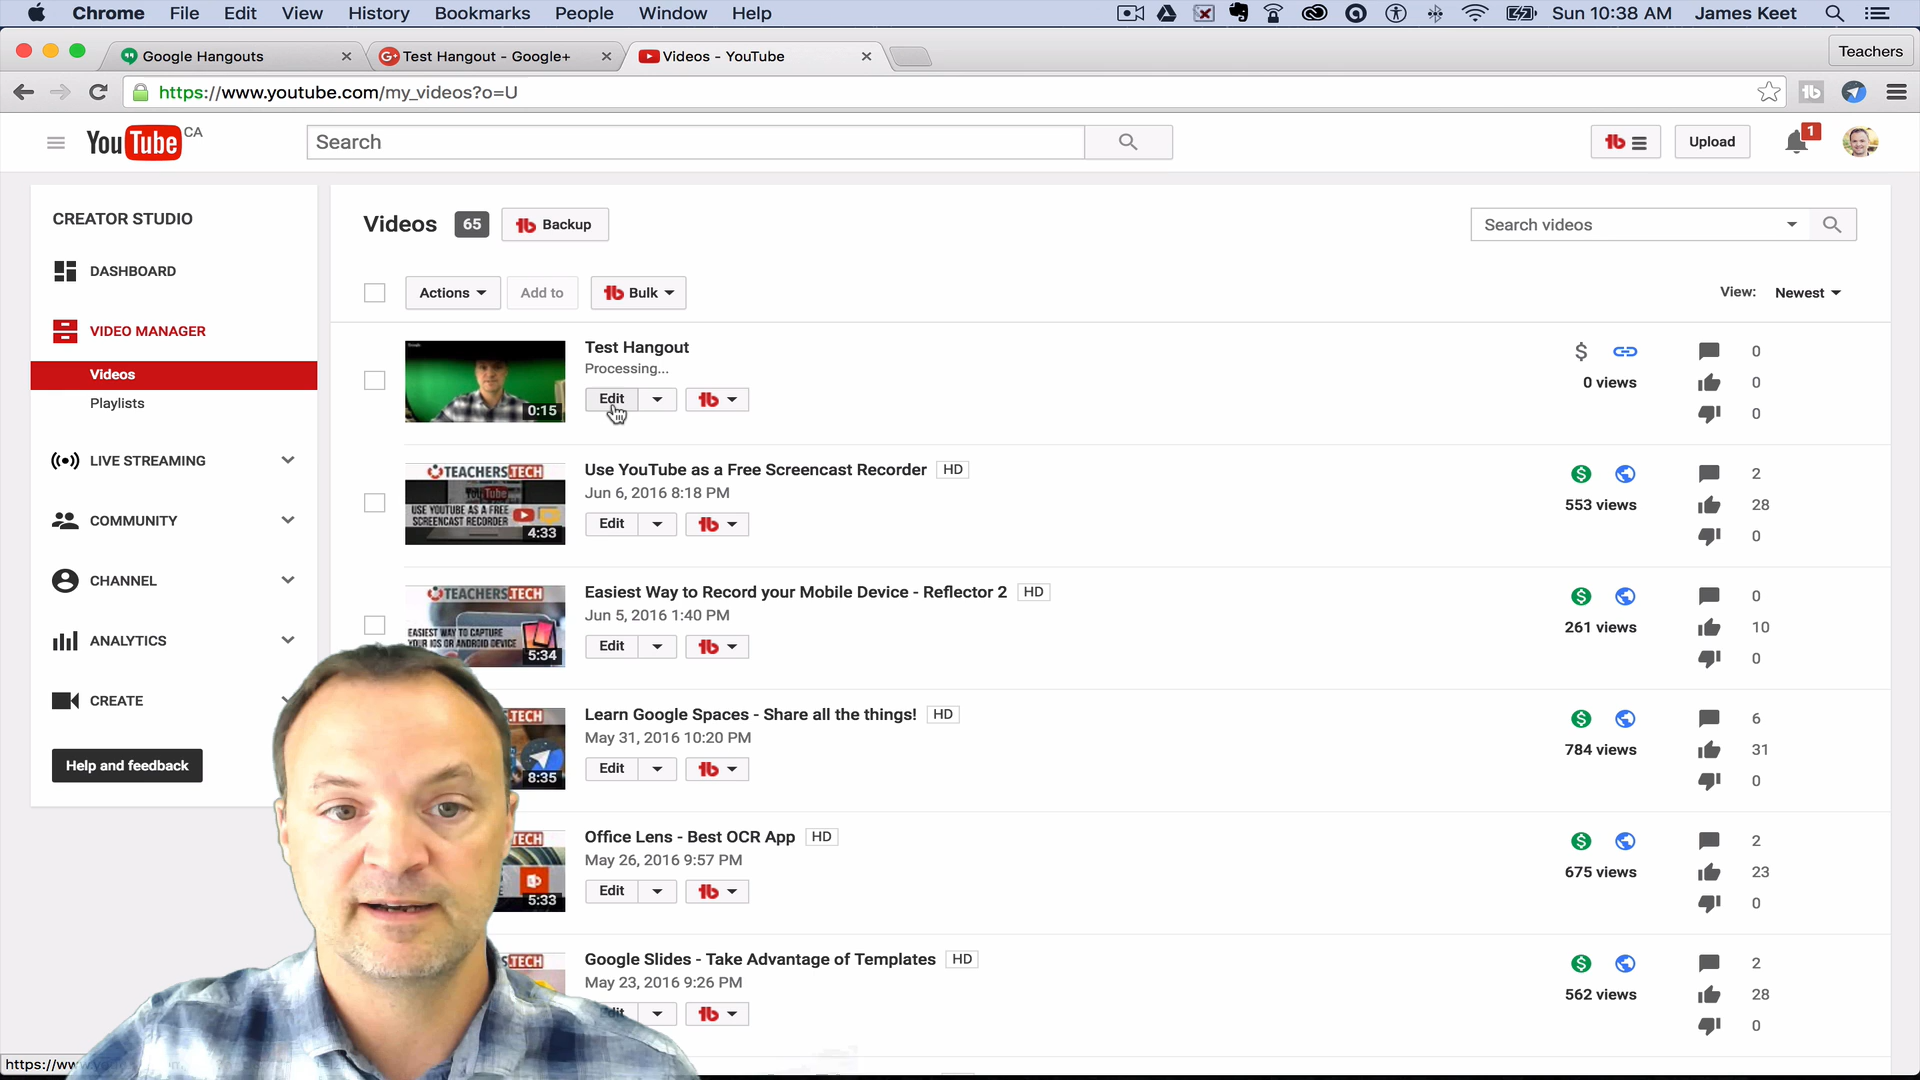 Chrome File Edit View History Bookmarks People Window Help Sun 10:38 AM James Keet
Google Hangouts Test Hangout - Google+ Videos - YouTube Teachers
https://www.youtube.com/my_videos?o=U
YouTube CA Search Upload 1
CREATOR STUDIO
DASHBOARD
VIDEO MANAGER
Videos
Playlists
LIVE STREAMING
COMMUNITY
CHANNEL
ANALYTICS
CREATE
Help and feedback
Videos 65 Backup Search videos
Actions Add to Bulk View: Newest
Test Hangout
Processing...
Edit
0:15
0 views
0
0
0
Use YouTube as a Free Screencast Recorder HD
Jun 6, 2016 8:18 PM
Edit
TEACHERS.TECH
YouTube
USE YOUTUBE AS A FREE
SCREENCAST RECORDER
4:33
553 views
2
28
0
Easiest Way to Record your Mobile Device - Reflector 2 HD
Jun 5, 2016 1:40 PM
Edit
TEACHERS.TECH
EASIEST WAY TO CAPTURE
YOUR IOS OR ANDROID DEVICE
5:34
261 views
0
10
0
Learn Google Spaces - Share all the things! HD
May 31, 2016 10:20 PM
Edit
.TECH
8:35
784 views
6
31
0
Office Lens - Best OCR App HD
May 26, 2016 9:57 PM
Edit
TECH
5:33
675 views
2
23
0
Google Slides - Take Advantage of Templates HD
May 23, 2016 9:26 PM
S.TECH
562 views
2
28
0